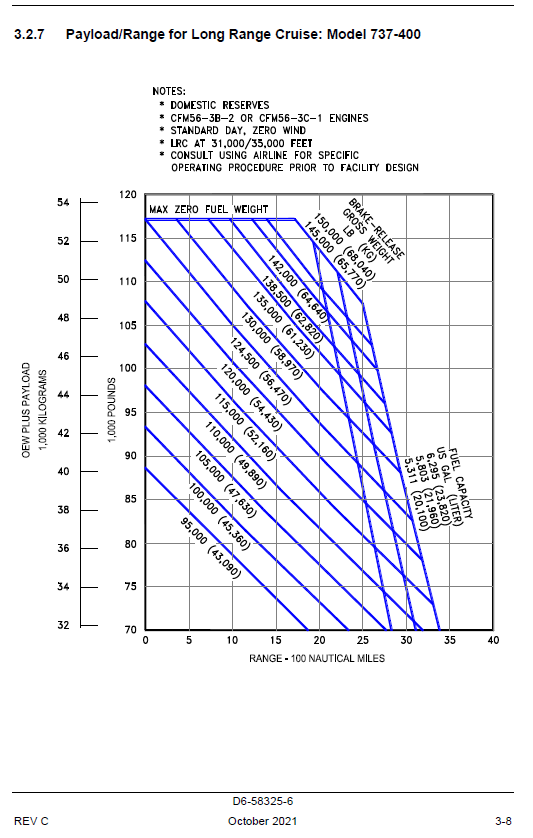 3.2.7 Payload/Range for Long Range Cruise: Model 737-400
NOTES:
* DOMESTIC RESERVES
* CFM56-3B-2 OR CFM56-3C-1 ENGINES
* STANDARD DAY, ZERO WIND
* LRC AT 31,000/35,000 FEET
* CONSULT USING AIRLINE FOR SPECIFIC
OPERATING PROCEDURE PRIOR TO FACILITY DESIGN
OEW PLUS PAYLOAD
1,000 KILOGRAMS
54
52
50
48
46
44
42
40
38
36
34
32
1,000 POUNDS
120
115
110
105
100
95
90
85
80
75
70
MAX ZERO FUEL WEIGHT
BRAKE-RELEASE
GROSS WEIGHT
LB (KG)
150,000 (68,040)
145,000 (65,770)
142,000 (64,640)
138,500 (62,820)
135,000 (61,230)
130,000 (58,970)
124,500 (56,470)
120,000 (54,430)
115,000 (52,160)
110,000 (49,890)
105,000 (47,630)
100,000 (45,360)
95,000 (43,090)
FUEL CAPACITY
US GAL (LITER)
6,295 (23,820)
5,803 (21,960)
5,311 (20,100)
0 5 10 15 20 25 30 35 40
RANGE - 100 NAUTICAL MILES
D6-58325-6
REV C October 2021 3-8